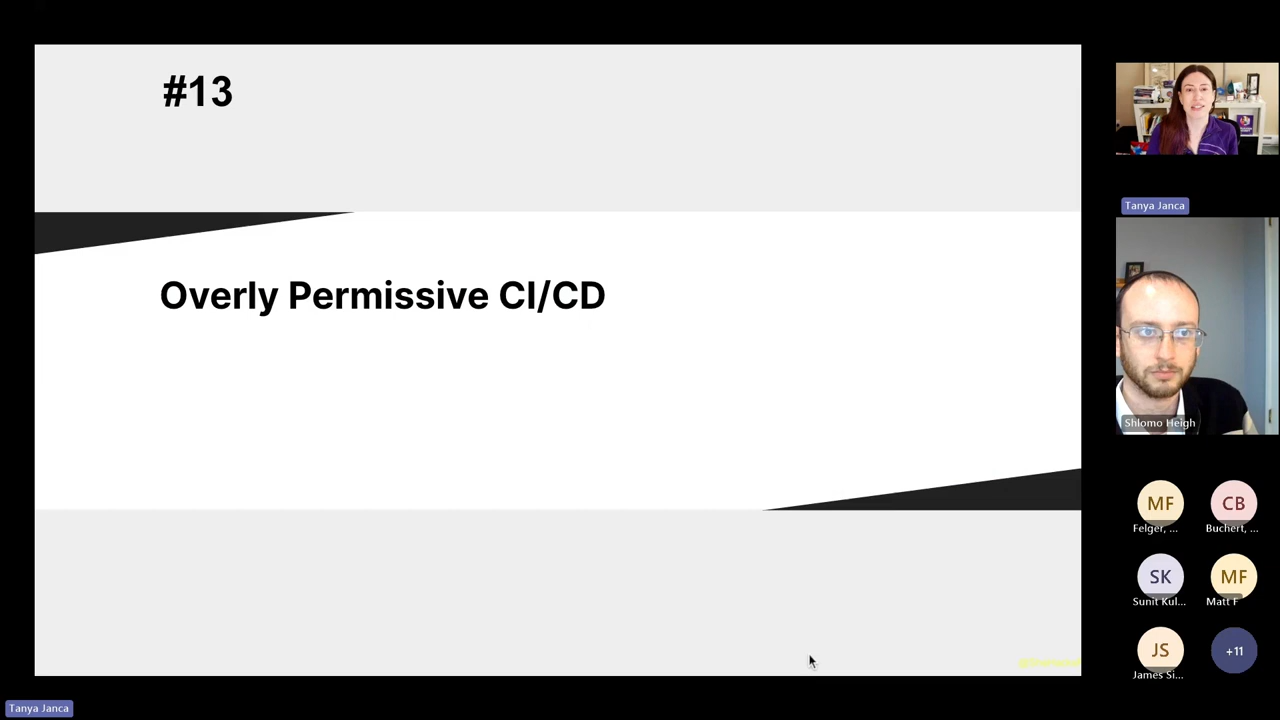 #13
Overly Permissive CI/CD
Tanya Janca
Shlomo Heigh
MF
CB
Felger, ...
Buchert, ...
SK
MF
Sunit Kul...
Matt F
JS
+11
James Si...
Tanya Janca